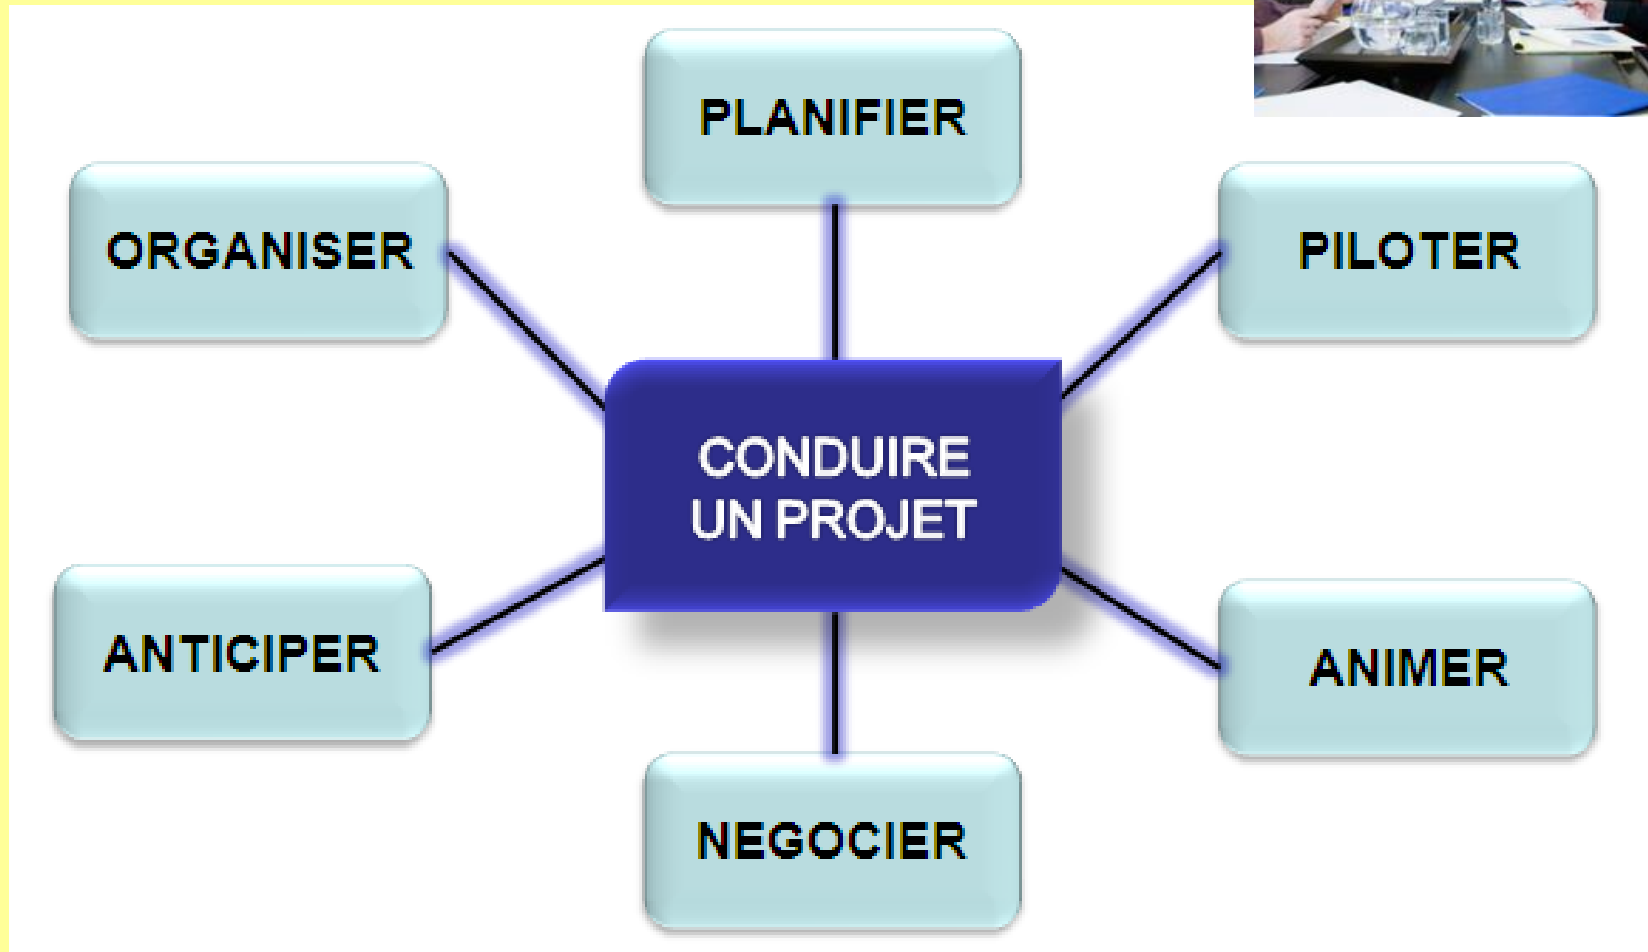 PLANIFIER
ORGANISER
PILOTER
CONDUIRE
UN PROJET
ANTICIPER
ANIMER
NEGOCIER